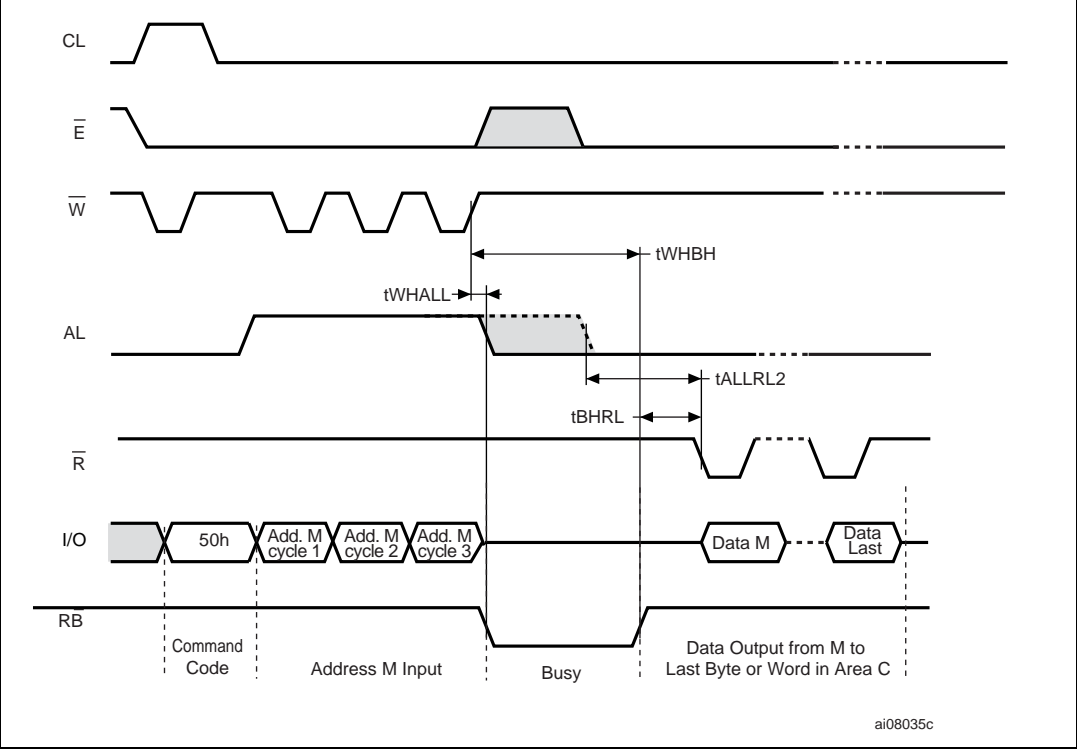 CL
E
W
tWHBH
tWHALL
AL
tALLRL2
tBHRL
R
I/O
50h
Add. M
cycle 1
Add. M
cycle 2
Add. M
cycle 3
Data M
Data
Last
RB
Command
Code
Address M Input
Busy
Data Output from M to
Last Byte or Word in Area C
ai08035c